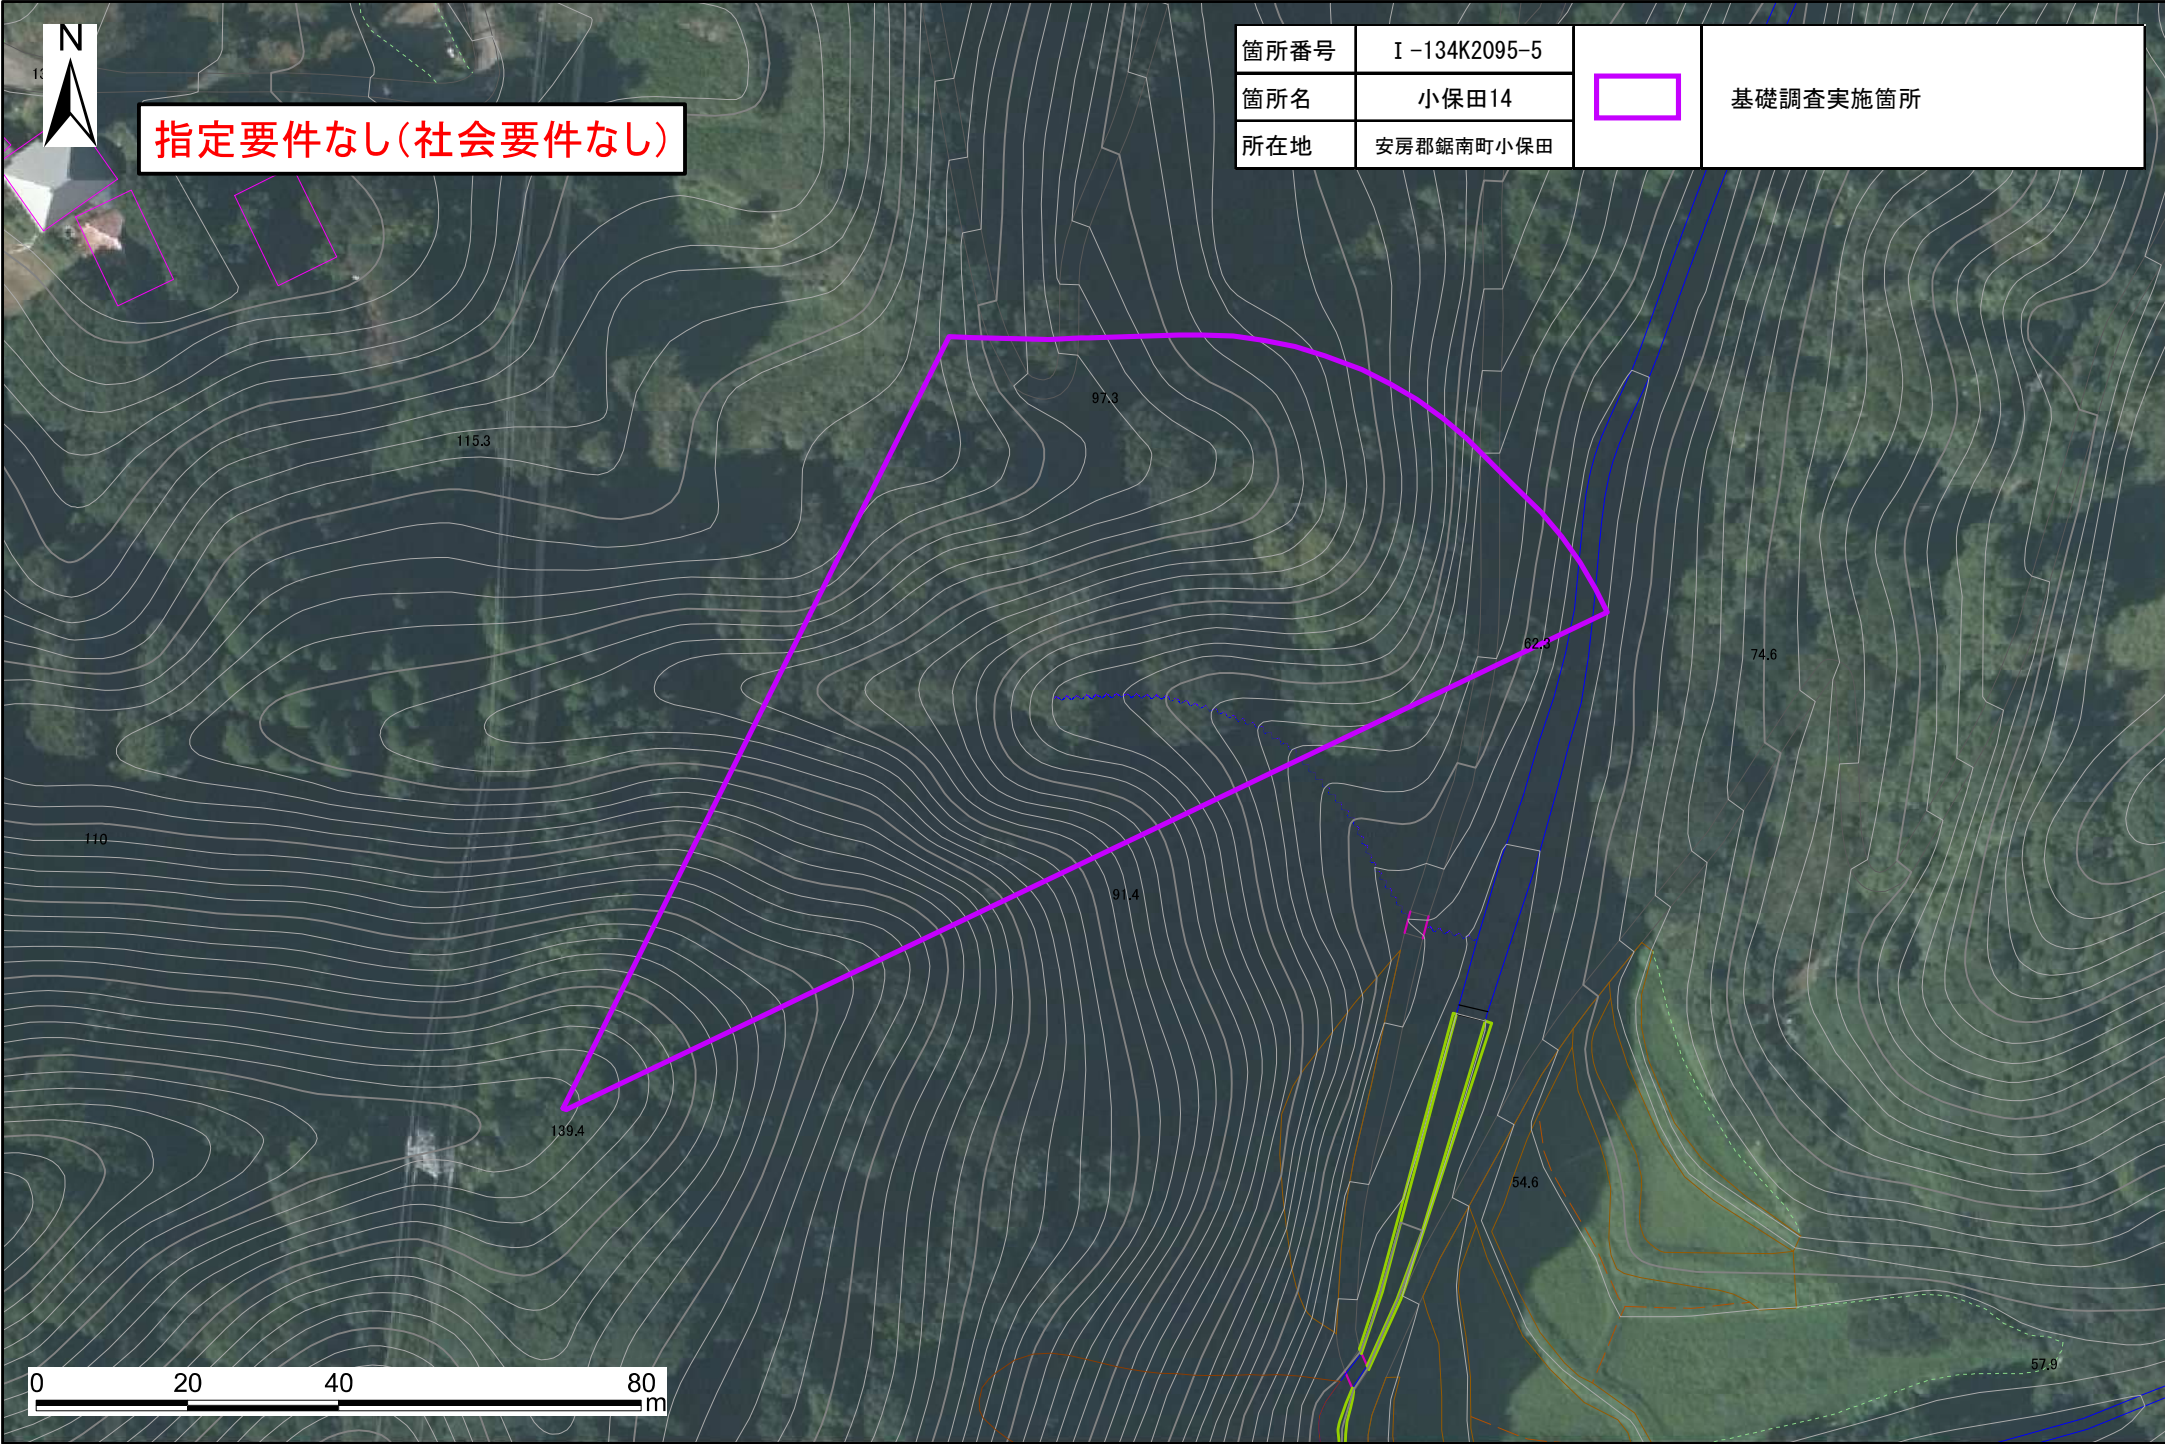 N
指定要件なし(社会要件なし)
箇所番号 Ⅰ-134K2095-5
箇所名 小保田14
所在地 安房郡鋸南町小保田
基礎調査実施箇所
97.3
115.3
62.3
74.6
110
91.4
139.4
54.6
57.9
0 20 40 80
m